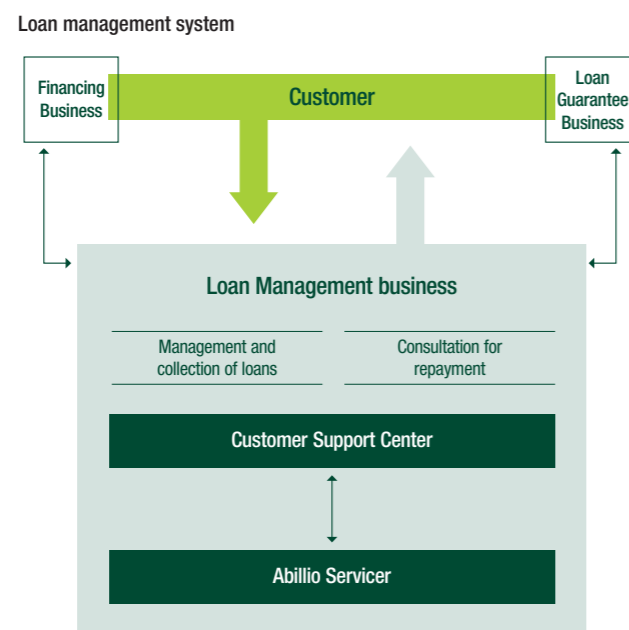 Loan management system
Financing
Business
Customer
Loan
Guarantee
Business
Loan Management business
Management and
collection of loans
Consultation for
repayment
Customer Support Center
Abillio Servicer